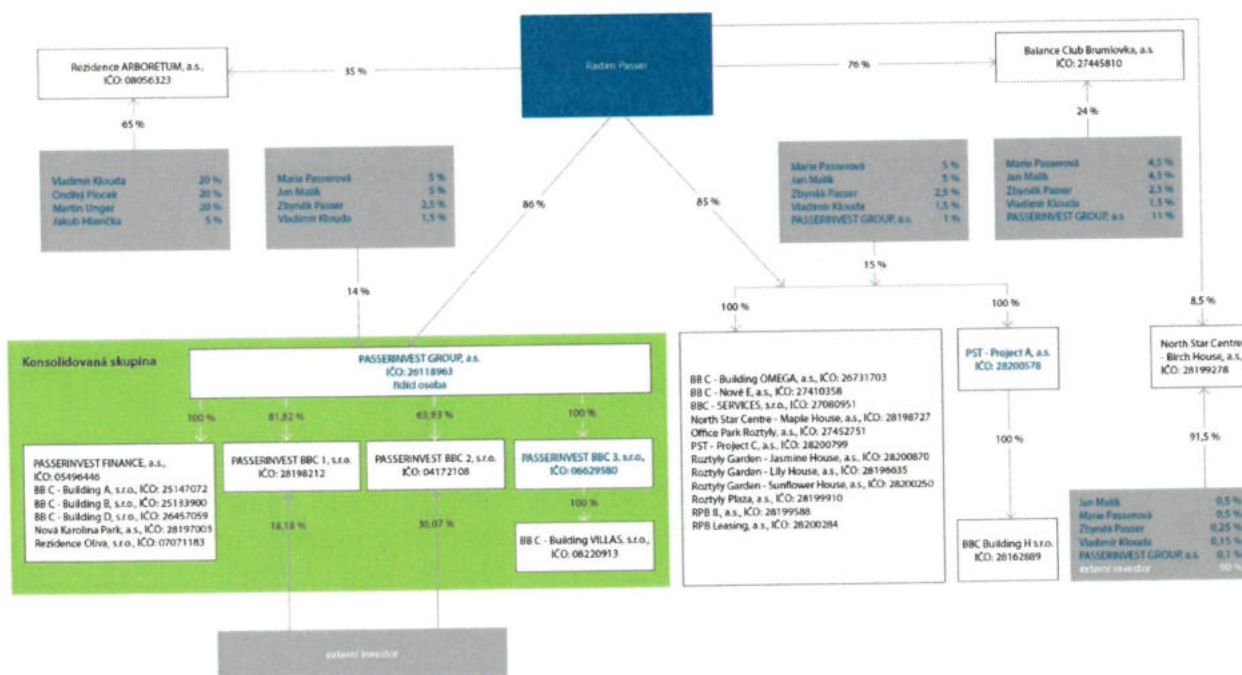 Radim Passer
Rezidence ARBORETUM, a.s.,
IČO: 08056323
35 %
76 %
Balance Club Brumlovka, a.s.
IČO: 27445810
65 %
24 %
Vladimír Klouda 20 %
Ondřej Plocek 20 %
Martin Unger 20 %
Jakub Hlavička 5 %
Marie Passerová 5 %
Jan Malík 5 %
Zbyněk Passer 2,5 %
Vladimír Klouda 1,5 %
Marie Passerová 5 %
Jan Malík 5 %
Zbyněk Passer 2,5 %
Vladimír Klouda 1,5 %
PASSERINVEST GROUP, a.s. 1 %
Marie Passerová 4,5 %
Jan Malík 4,5 %
Zbyněk Passer 2,5 %
Vladimír Klouda 1,5 %
PASSERINVEST GROUP, a.s. 11 %
86 %
85 %
14 %
15 %
100 %
100 %
8,5 %
Konsolidovaná skupina
PASSERINVEST GROUP, a.s.
IČO: 26118963
řídící osoba
100 %
81,82 %
63,93 %
100 %
PASSERINVEST FINANCE, a.s.,
IČO: 05496446
BB C - Building A, s.r.o., IČO: 25147072
BB C - Building B, s.r.o., IČO: 25133900
BB C - Building D, s.r.o., IČO: 26457059
Nová Karolina Park, a.s., IČO: 28197003
Rezidence Oliva, s.r.o., IČO: 07071183
PASSERINVEST BBC 1, s.r.o.
IČO: 28198212
PASSERINVEST BBC 2, s.r.o.
IČO: 04172108
PASSERINVEST BBC 3, s.r.o.,
IČO: 06629580
18,18 %
36,07 %
100 %
BB C - Building VILLAS, s.r.o.,
IČO: 08220913
externí investor
BB C - Building OMEGA, a.s., IČO: 26731703
BB C - Nové E, a.s., IČO: 27410358
BBC - SERVICES, s.r.o., IČO: 27080951
North Star Centre - Maple House, a.s., IČO: 28198727
Office Park Roztyly, a.s., IČO: 27452751
PST - Project C, a.s., IČO: 28200799
Roztyly Garden - Jasmine House, a.s., IČO: 28200870
Roztyly Garden - Lily House, a.s., IČO: 28196635
Roztyly Garden - Sunflower House, a.s., IČO: 28200250
Roztyly Plaza, a.s., IČO: 28199910
RPB II., a.s., IČO: 28199588
RPB Leasing, a.s., IČO: 28200284
PST - Project A, a.s.
IČO: 28200578
100 %
BBC Building H s.r.o.
IČO: 28162889
North Star Centre
- Birch House, a.s.,
IČO: 28199278
91,5 %
Jan Malík 0,5 %
Marie Passerová 0,5 %
Zbyněk Passer 0,25 %
Vladimír Klouda 0,15 %
PASSERINVEST GROUP, a.s. 0,1 %
externí investor 90 %